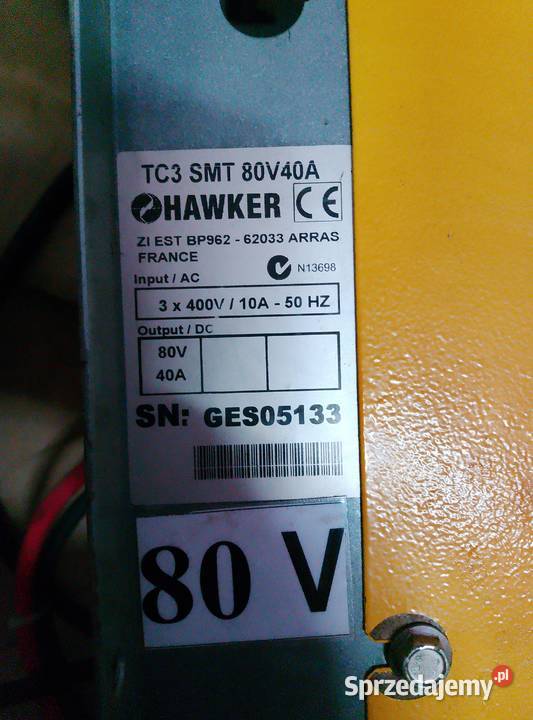 TC3 SMT 80V40A
HAWKER CE
ZI EST BP962 - 62033 ARRAS
FRANCE
N13698
Input / AC
3 x 400V / 10A - 50 HZ
Output / DC
80V
40A
SN: GES05133
80 V
Sprzedajemy.pl